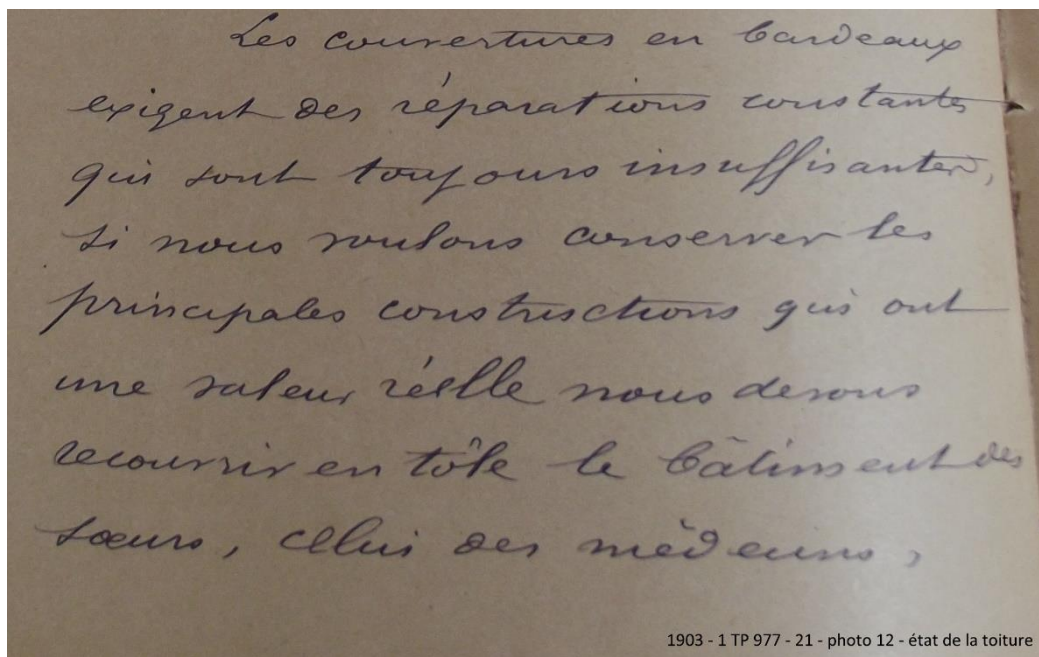 Les couvertures en bardeaux
exigent des réparations constantes
qui sont toujours insuffisantes,
si nous voulons conserver les
principales constructions qui ont
une valeur réelle nous devons
recouvrir en tôle le bâtiment des
sœurs, celui des médecins,
1903 - 1 TP 977 - 21 - photo 12 - état de la toiture